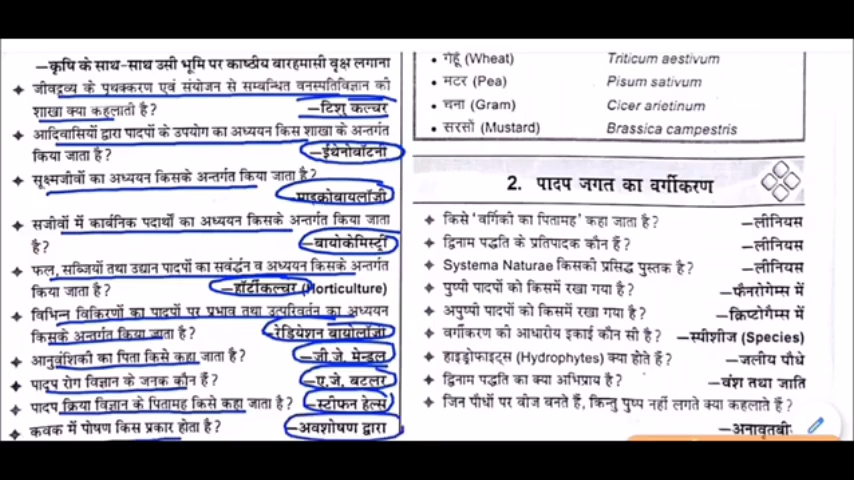 —कृषि के साथ-साथ उसी भूमि पर काष्ठीय बारहमासी वृक्ष लगाना
जीवद्रव्य के पृथक्करण एवं संयोजन से सम्बन्धित वनस्पतिविज्ञान की
शाखा क्या कहलाती है? —टिशु कल्चर
आदिवासियों द्वारा पादपों के उपयोग का अध्ययन किस शाखा के अन्तर्गत
किया जाता है? —ईथेनोबॉटनी
सूक्ष्मजीवों का अध्ययन किसके अन्तर्गत किया जाता है?
—माइक्रोबायलॉजी
सजीवों में कार्बनिक पदार्थों का अध्ययन किसके अन्तर्गत किया जाता
है? —बायोकेमिस्ट्री
फल, सब्जियों तथा उद्यान पादपों का सवंर्द्धन व अध्ययन किसके अन्तर्गत
किया जाता है? —हॉर्टीकल्चर (Horticulture)
विभिन्न विकिरणों का पादपों पर प्रभाव तथा उत्परिवर्तन का अध्ययन
किसके अन्तर्गत किया जाता है? —रेडियेशन बायोलॉजी
आनुवंशिकी का पिता किसे कहा जाता है? —जी.जे. मेन्डल
पादप रोग विज्ञान के जनक कौन हैं? —ए.जे. बटलर
पादप क्रिया विज्ञान के पितामह किसे कहा जाता है? —स्टीफन हेल्स
कवक में पोषण किस प्रकार होता है? —अवशोषण द्वारा
• गेहूँ (Wheat) Triticum aestivum
• मटर (Pea) Pisum sativum
• चना (Gram) Cicer arietinum
• सरसों (Mustard) Brassica campestris
2. पादप जगत का वर्गीकरण
किसे 'वर्गिकी का पितामह' कहा जाता है? —लीनियस
द्विनाम पद्धति के प्रतिपादक कौन हैं? —लीनियस
Systema Naturae किसकी प्रसिद्ध पुस्तक है? —लीनियस
पुष्पी पादपों को किसमें रखा गया है? —फैनरोगेम्स में
अपुष्पी पादपों को किसमें रखा गया है? —क्रिप्टोगैम्स में
वर्गीकरण की आधारीय इकाई कौन सी है? —स्पीशीज (Species)
हाइड्रोफाइट्स (Hydrophytes) क्या होते हैं? —जलीय पौधे
द्विनाम पद्धति का क्या अभिप्राय है? —वंश तथा जाति
जिन पौधों पर बीज बनते हैं, किन्तु पुष्प नहीं लगते क्या कहलाते हैं?